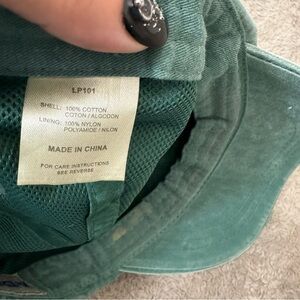 LP101
SHELL: 100% COTTON
COTON / ALGODON
LINING: 100% NYLON
POLYAMIDE / NILON
MADE IN CHINA
FOR CARE INSTRUCTIONS
SEE REVERSE